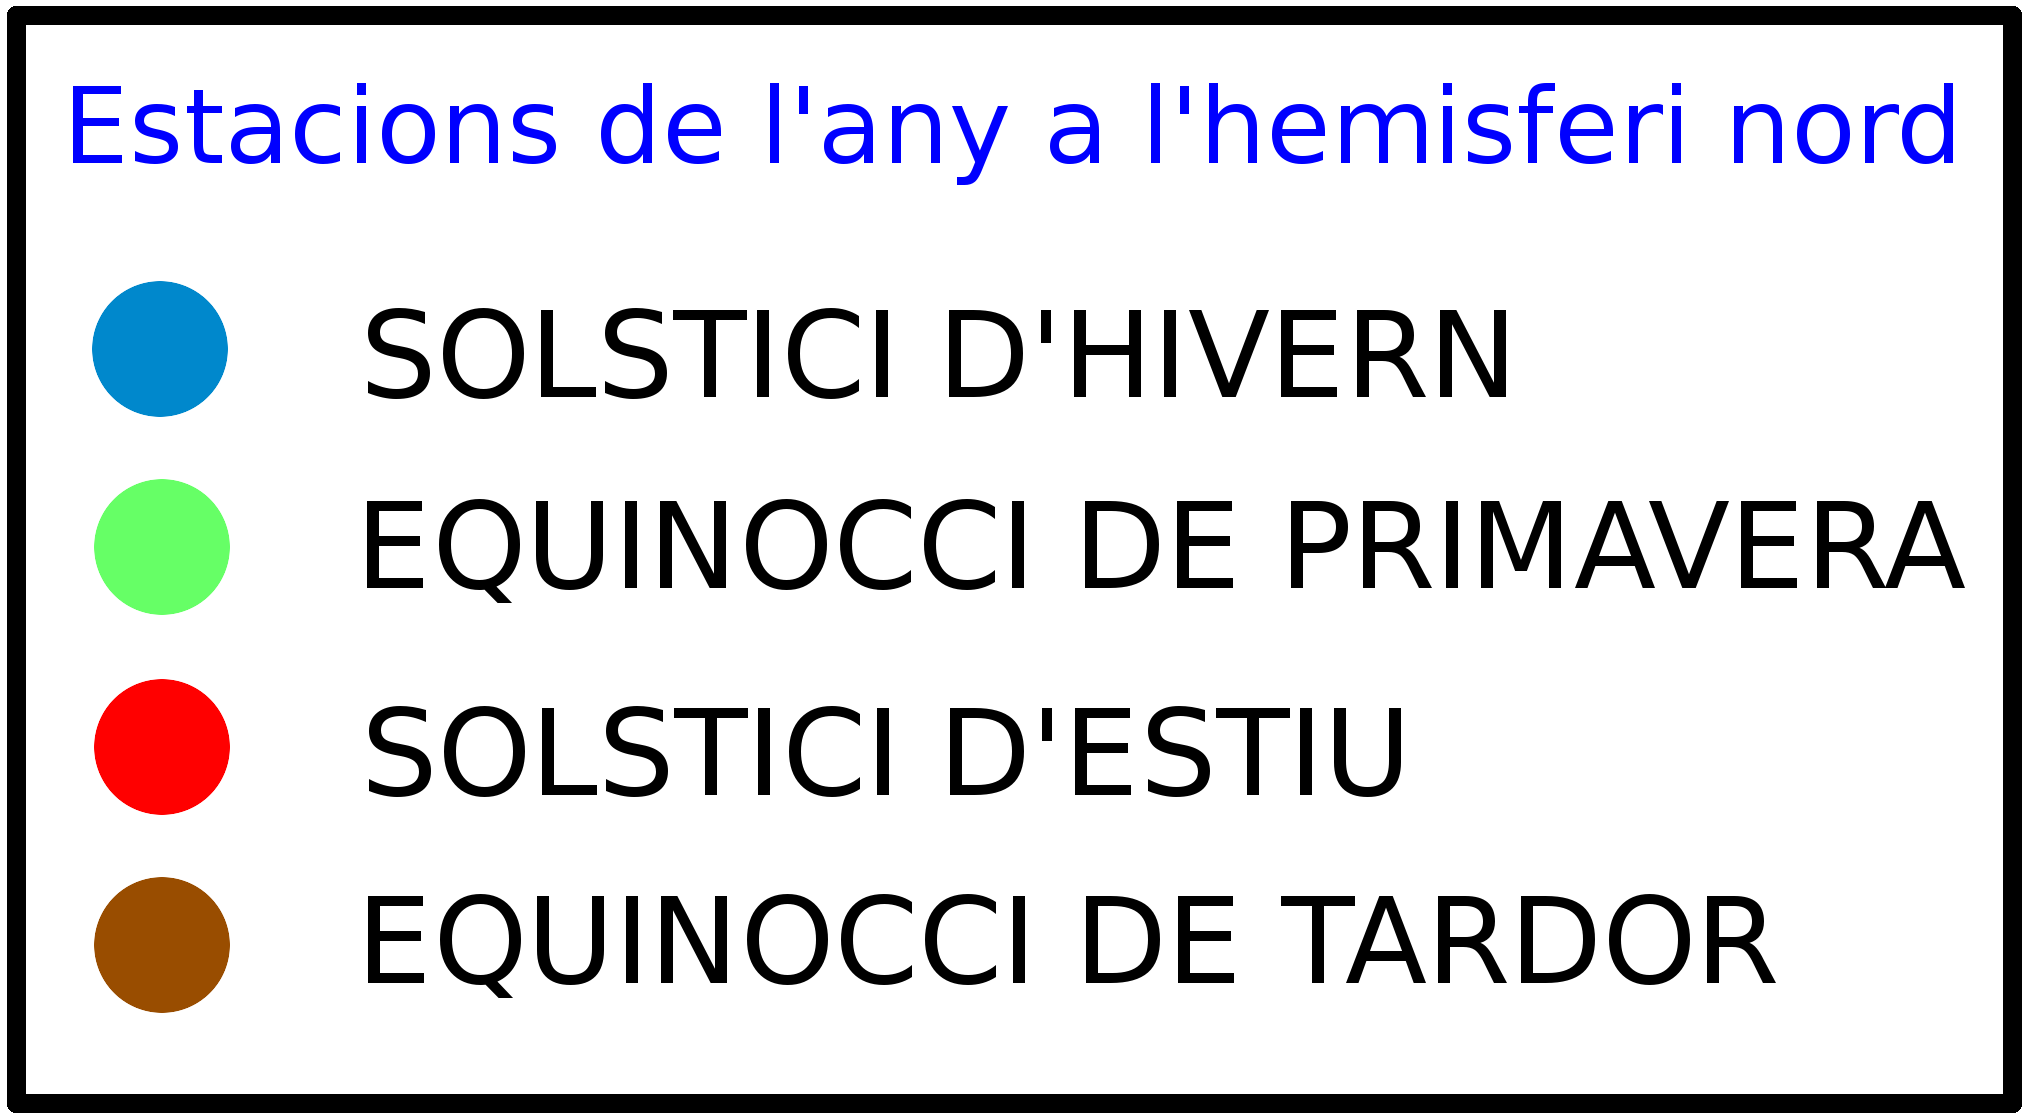 Estacions de l'any a l'hemisferi nord
SOLSTICI D'HIVERN
EQUINOCCI DE PRIMAVERA
SOLSTICI D'ESTIU
EQUINOCCI DE TARDOR